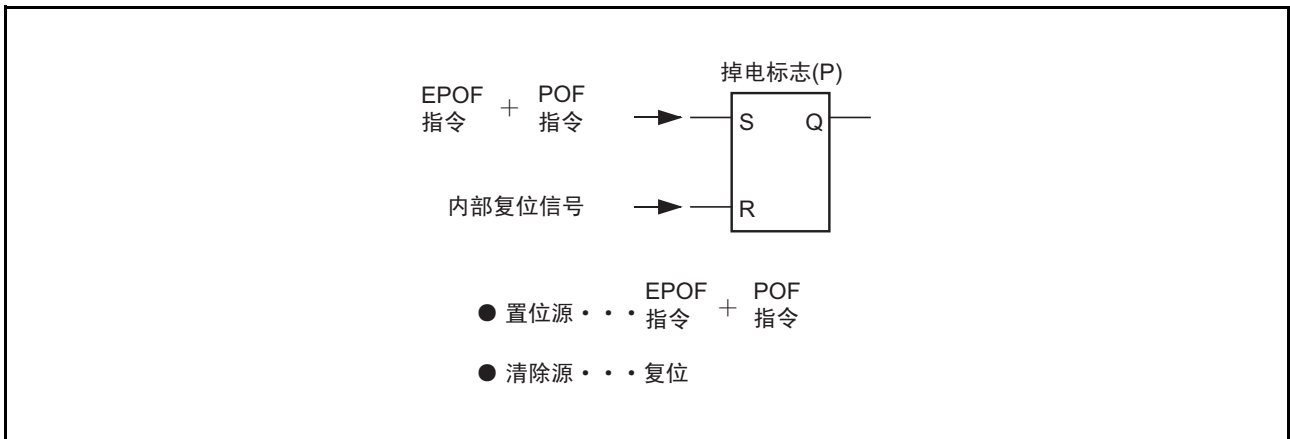 掉电标志(P)
EPOF
指令 + POF
指令
S Q
内部复位信号
R
● 置位源・・・EPOF
指令 + POF
指令
● 清除源・・・复位